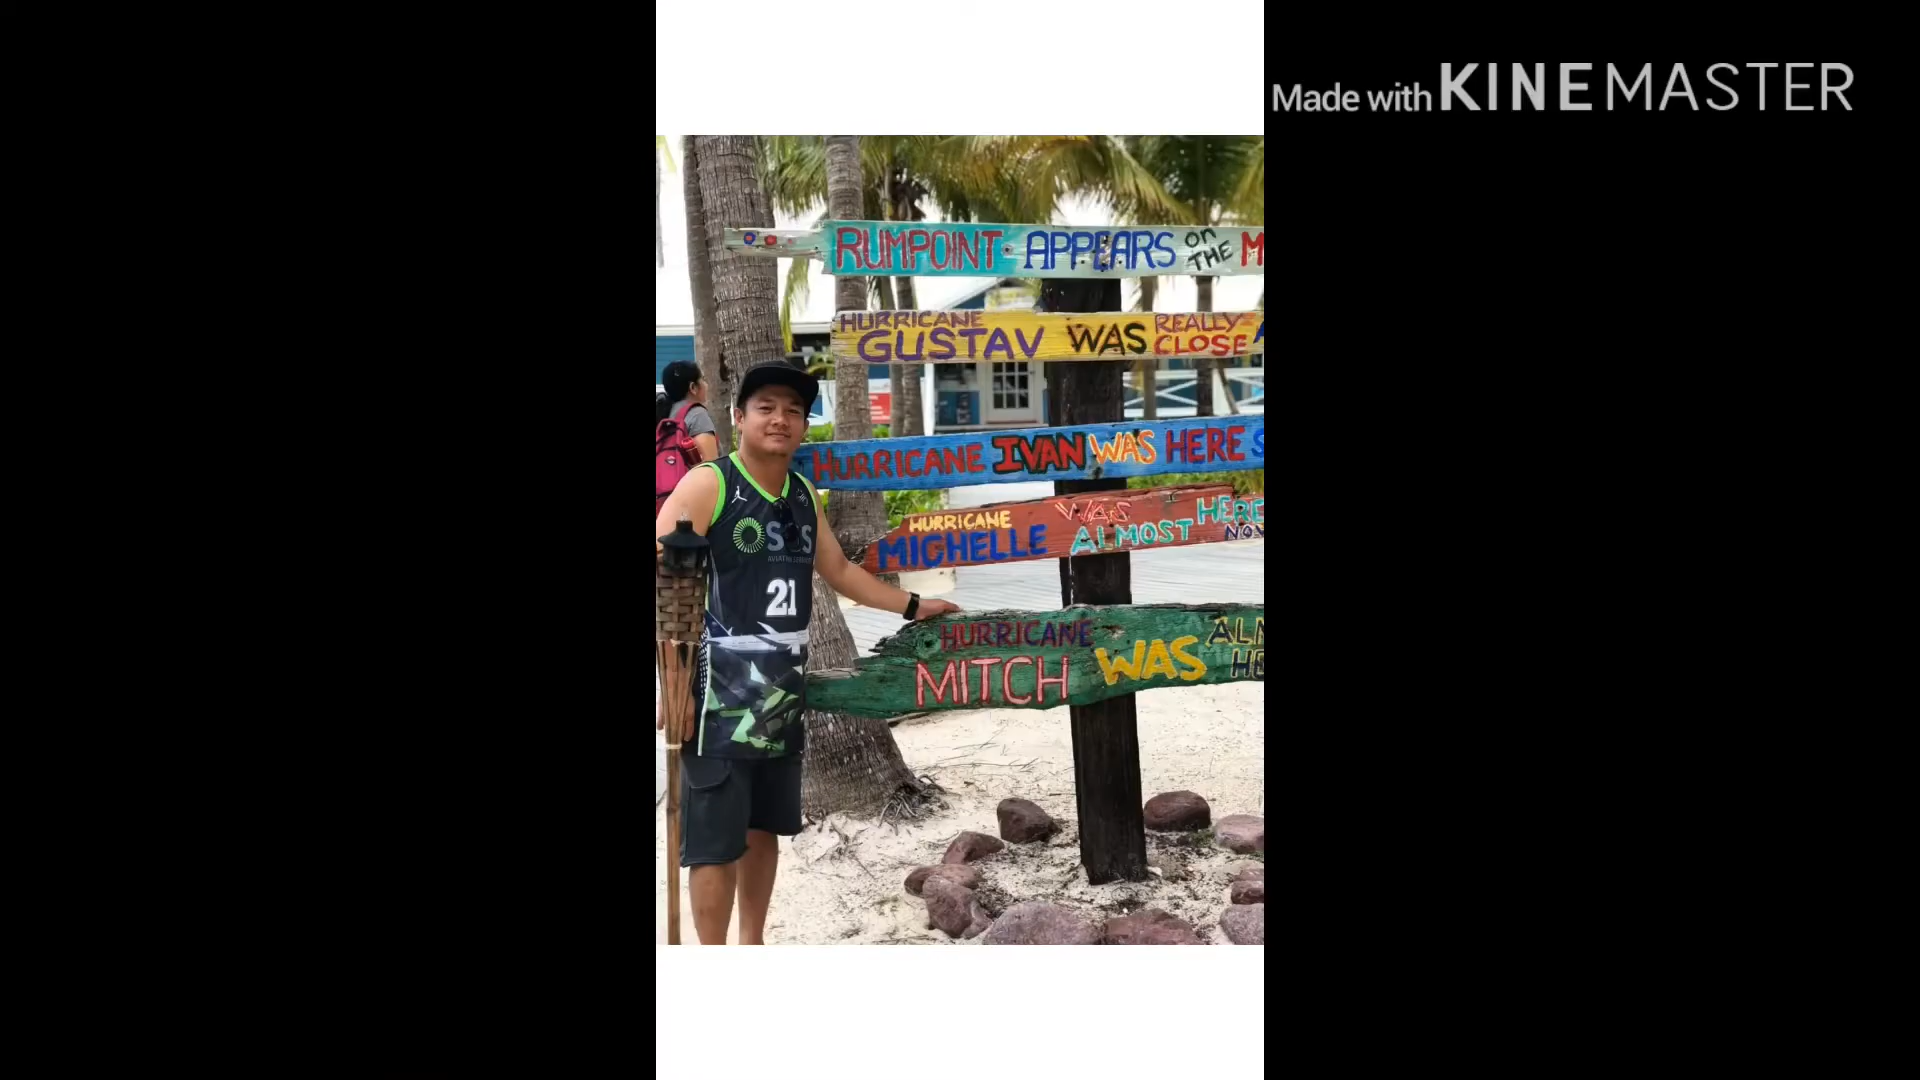 Made with KINEMASTER
RUMPOINT APPEARS on THE
HURRICANE GUSTAV WAS REALLY CLOSE
HURRICANE IVAN WAS HERE
HURRICANE MICHELLE WAS ALMOST HERE
HURRICANE MITCH WAS
SOS
21